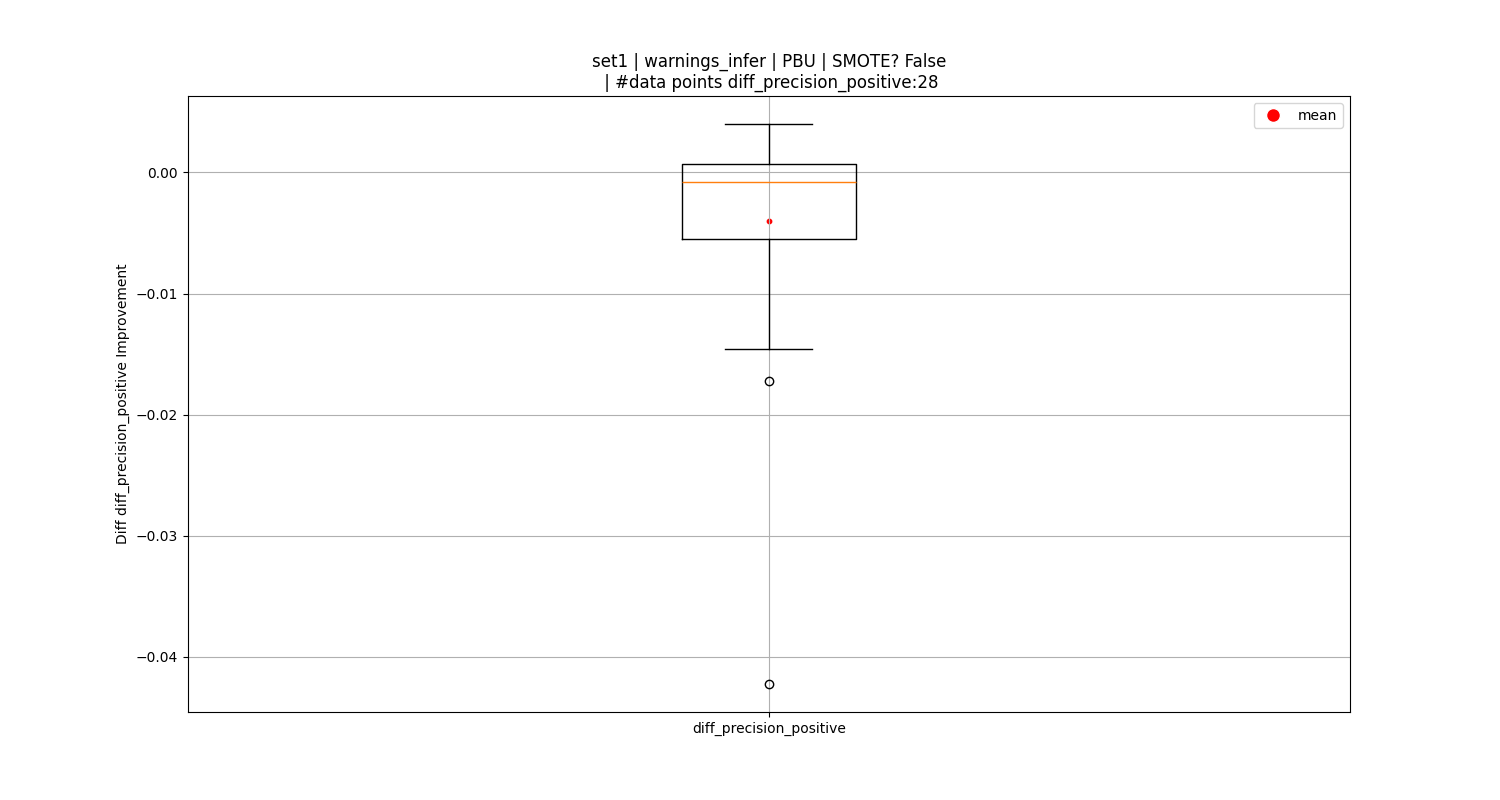 set1 | warnings_infer | PBU | SMOTE? False
| #data points diff_precision_positive:28
mean
0.00
−0.01
−0.02
−0.03
−0.04
Diff diff_precision_positive Improvement
diff_precision_positive